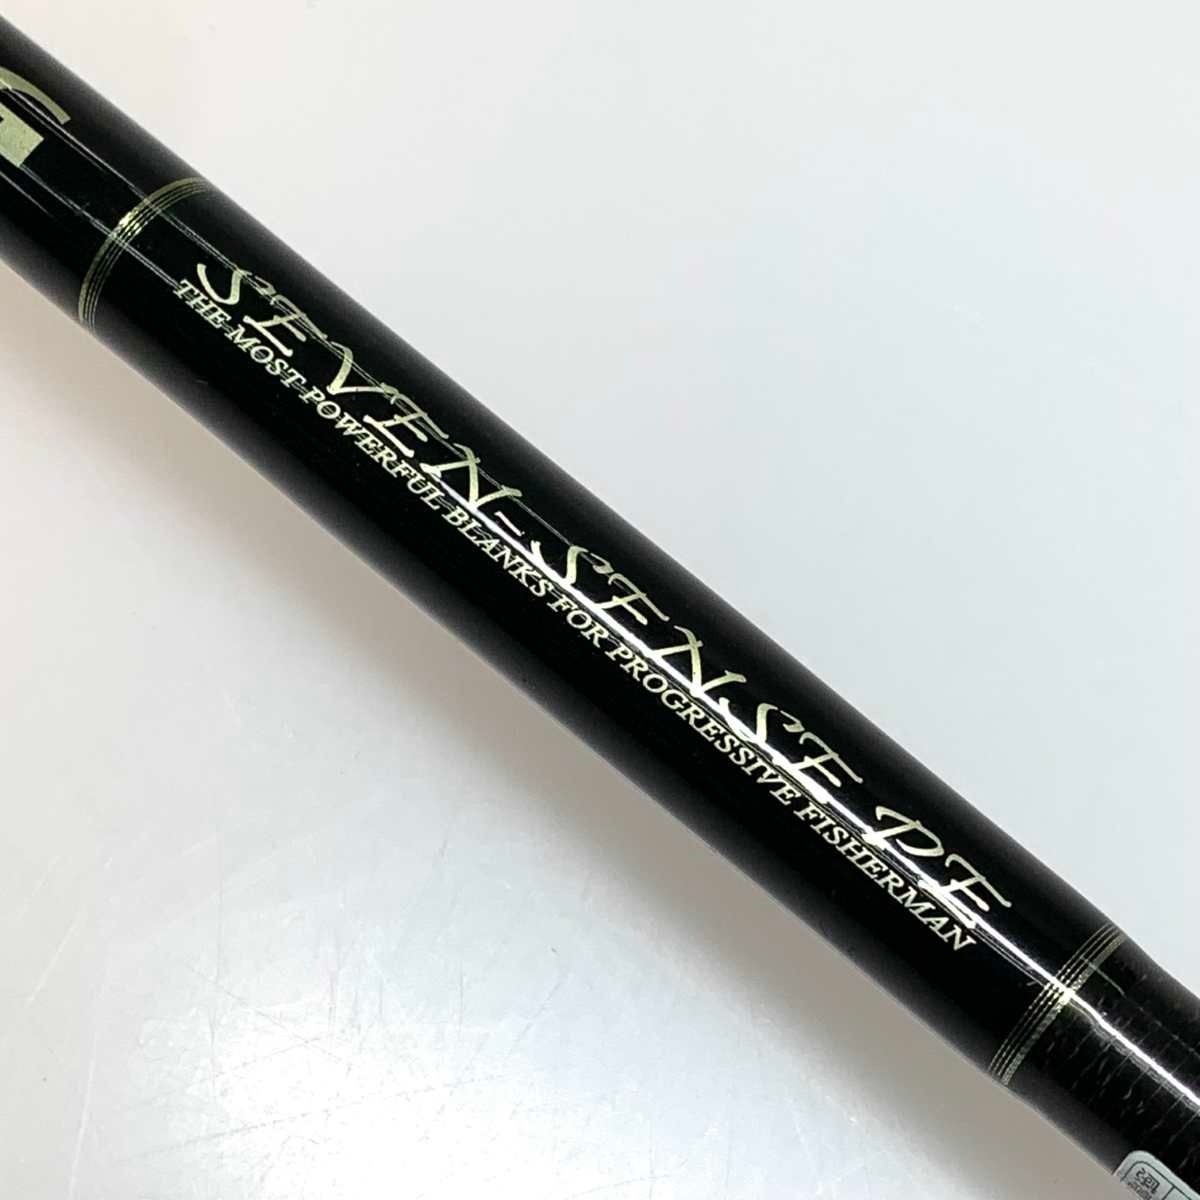 G
SEVEN-SENSE PE
THE MOST POWERFUL BLANKS FOR PROGRESSIVE FISHERMAN